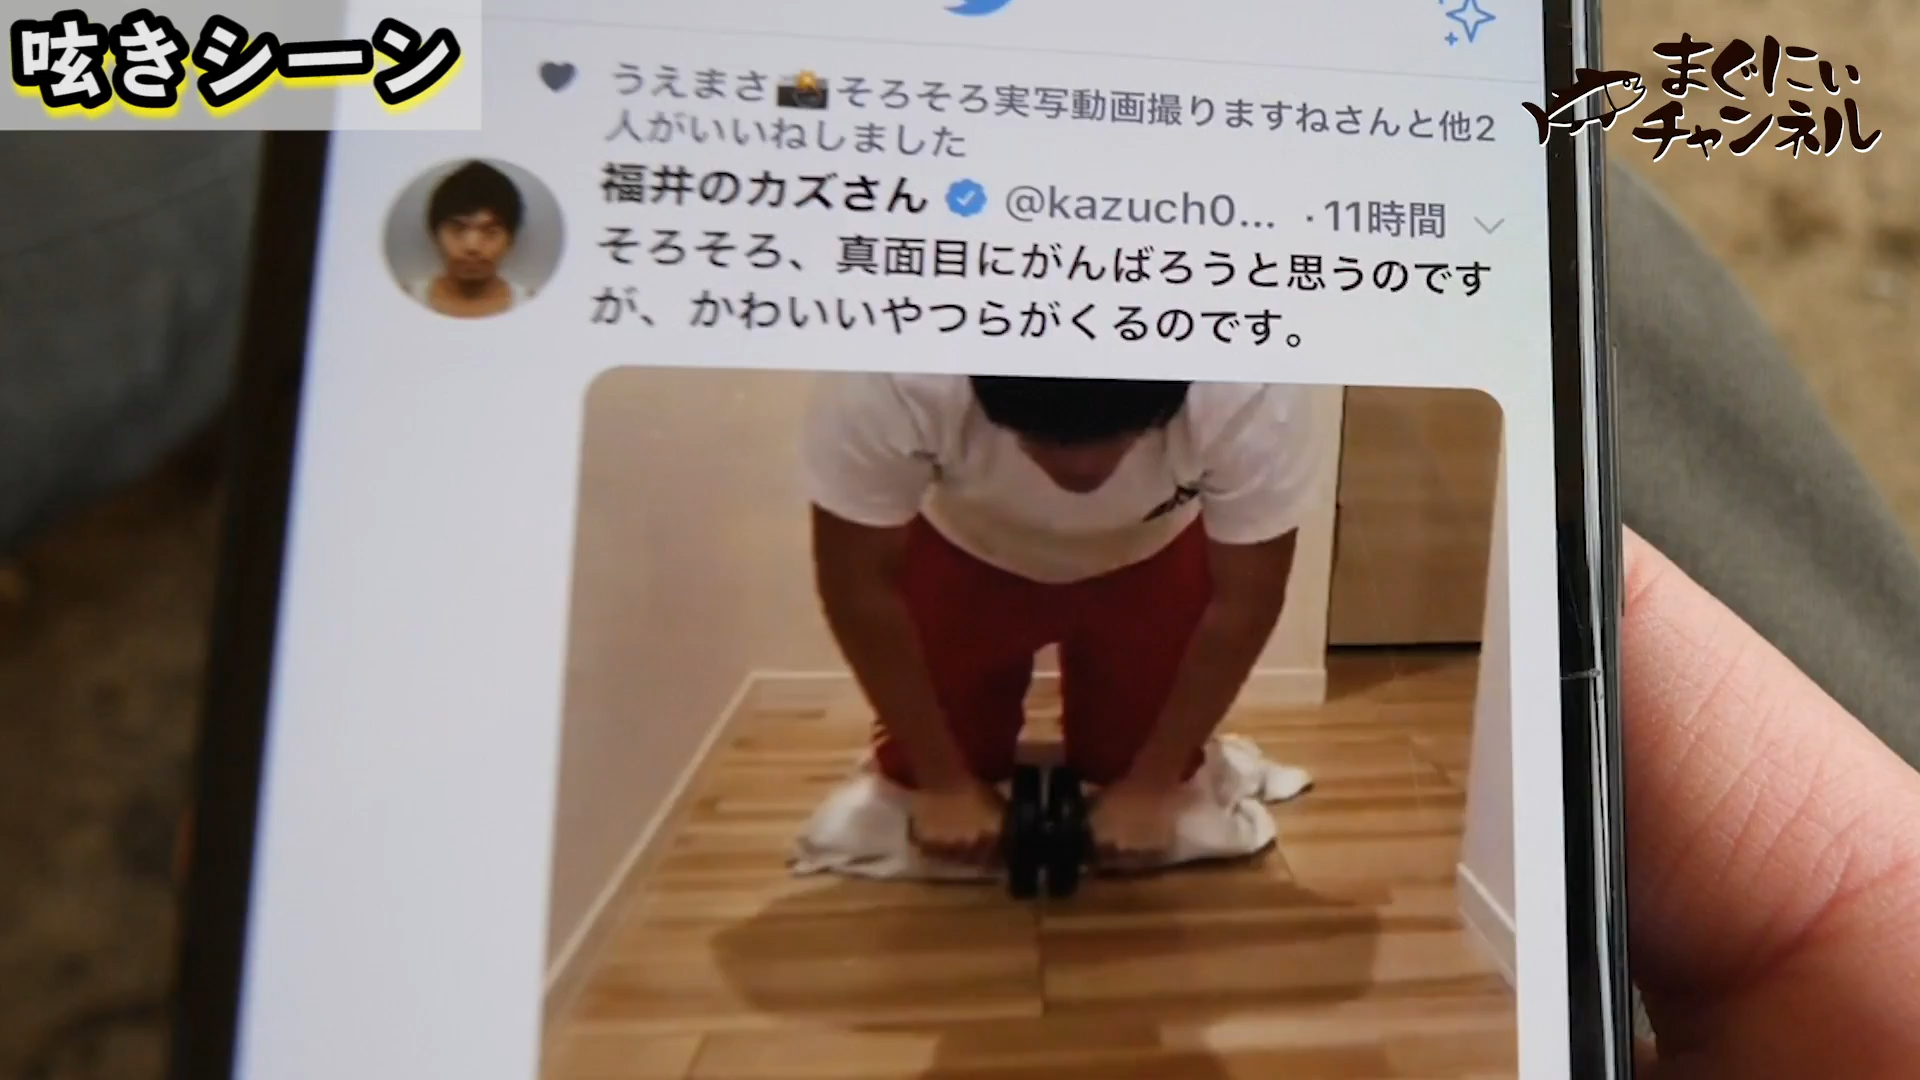 呟きシーン
まぐにぃ
チャンネル
うえまさ📸そろそろ実写動画撮りますねさんと他2
人がいいねしました
福井のカズさん @kazuch0... ・11時間
そろそろ、真面目にがんばろうと思うのです
が、かわいいやつらがくるのです。